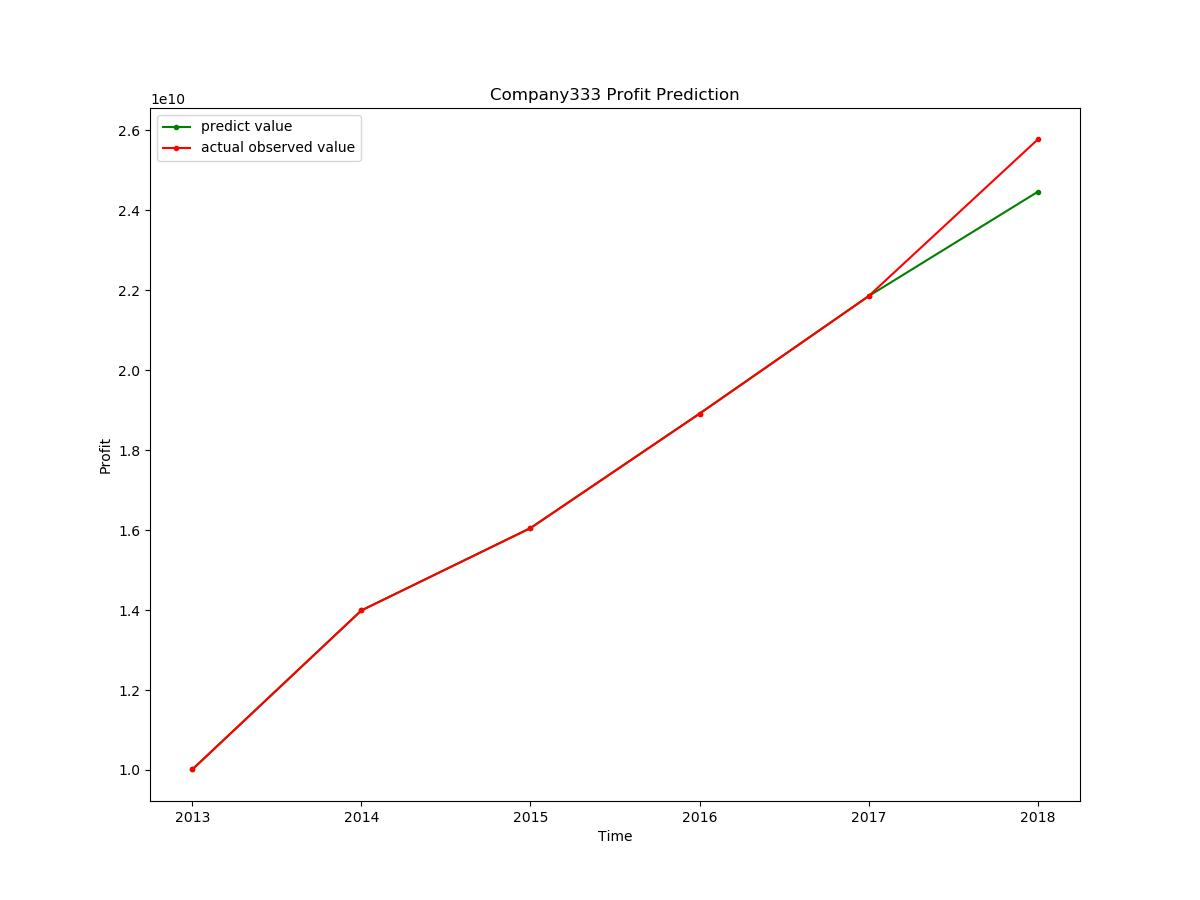 Company333 Profit Prediction
1e10
predict value
actual observed value
2.6
2.4
2.2
2.0
1.8
1.6
1.4
1.2
1.0
Profit
2013 2014 2015 2016 2017 2018
Time